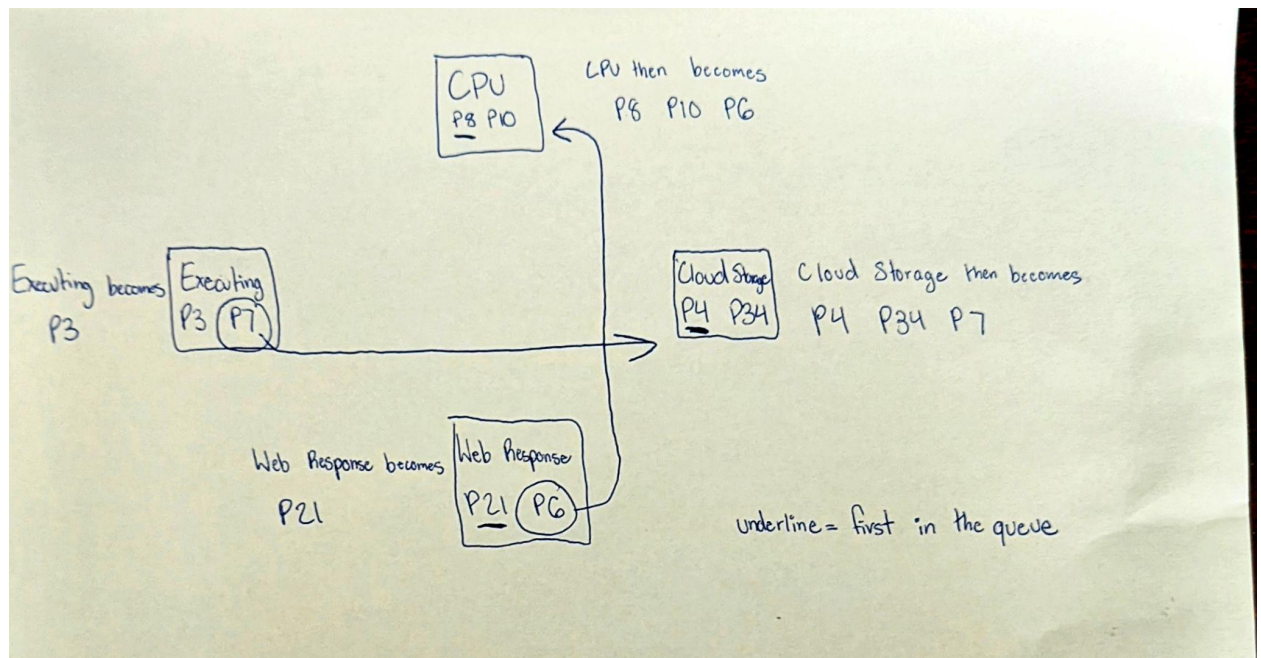 CPU
P8 P10
CPU then becomes
P8 P10 P6
Executing becomes
P3
Executing
P3 P7
Cloud Storage
P4 P34
Cloud Storage then becomes
P4 P34 P7
Web Response becomes
P21
Web Response
P21 P6
underline = first in the queue